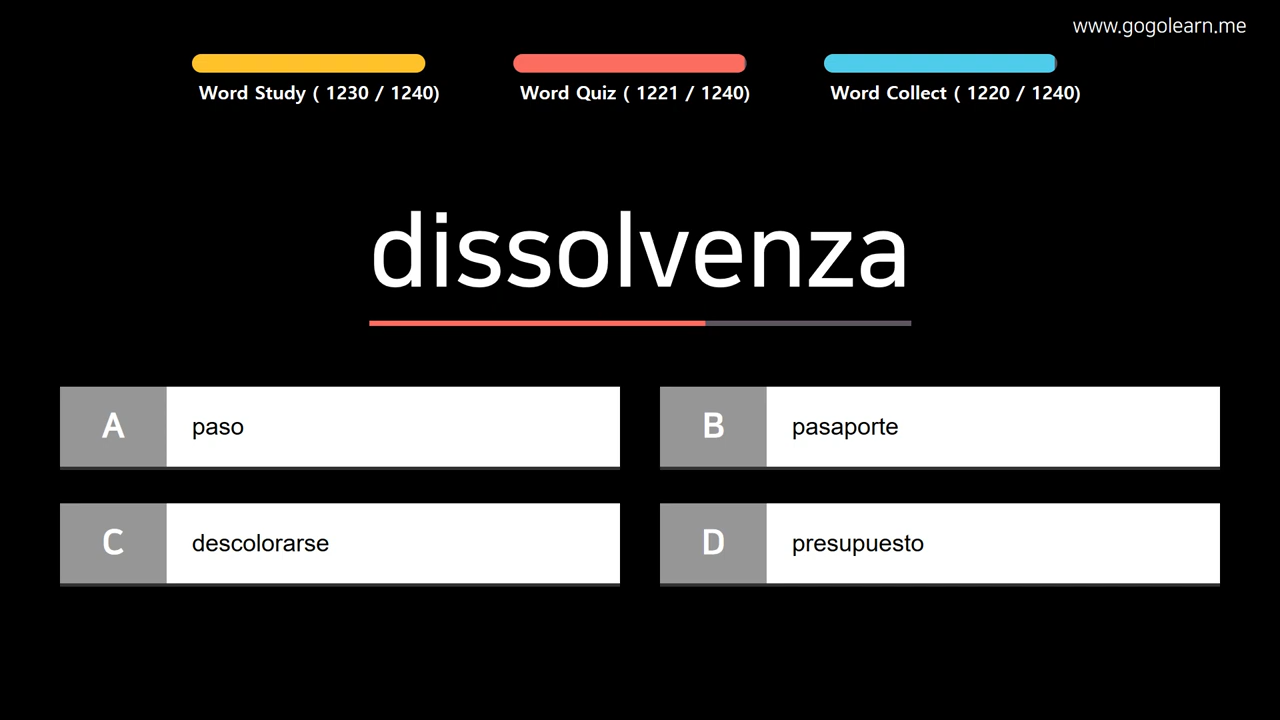 www.gogolearn.me
Word Study ( 1230 / 1240)
Word Quiz ( 1221 / 1240)
Word Collect ( 1220 / 1240)
dissolvenza
A paso
B pasaporte
C descolorarse
D presupuesto